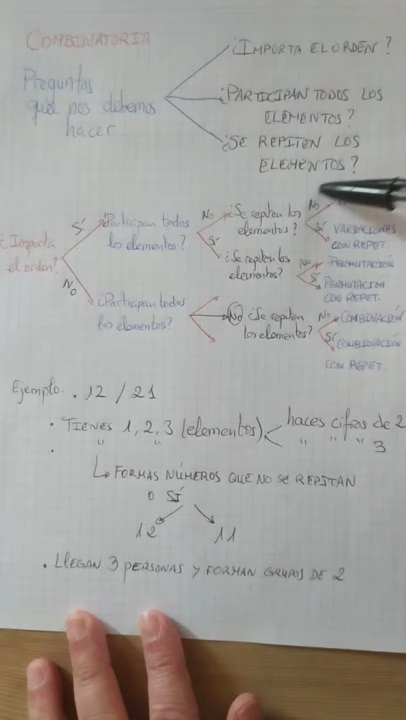 COMBINATORIA
Preguntas
que nos debemos
hacer
¿IMPORTA EL ORDEN?
¿PARTICIPAN TODOS LOS
ELEMENTOS?
¿SE REPITEN LOS
ELEMENTOS?
¿Importa
el orden?
Sí
¿Participan todos
los elementos?
No
¿Se repiten los
elementos?
No
Sí
VARIACIONES
CON REPET.
Sí
¿Se repiten los
elementos?
No
PERMUTACIÓN
Sí
PERMUTACIÓN
CON REPET.
No
¿Participan todos
los elementos?
No
¿Se repiten
los elementos?
No
COMBINACIÓN
Sí
COMBINACIÓN
CON REPET.
Ejemplo. . 12 / 21
. TIENES 1, 2, 3 (elementos) haces cifras de 2
" " " " " 3
.
FORMAS NÚMEROS QUE NO SE REPITAN
O SÍ
12 11
. LLEGAN 3 PERSONAS Y FORMAN GRUPOS DE 2